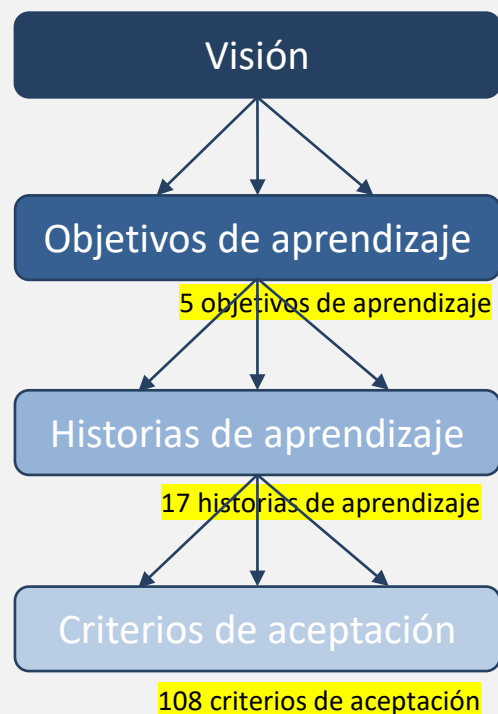 Visión
Objetivos de aprendizaje
5 objetivos de aprendizaje
Historias de aprendizaje
17 historias de aprendizaje
Criterios de aceptación
108 criterios de aceptación